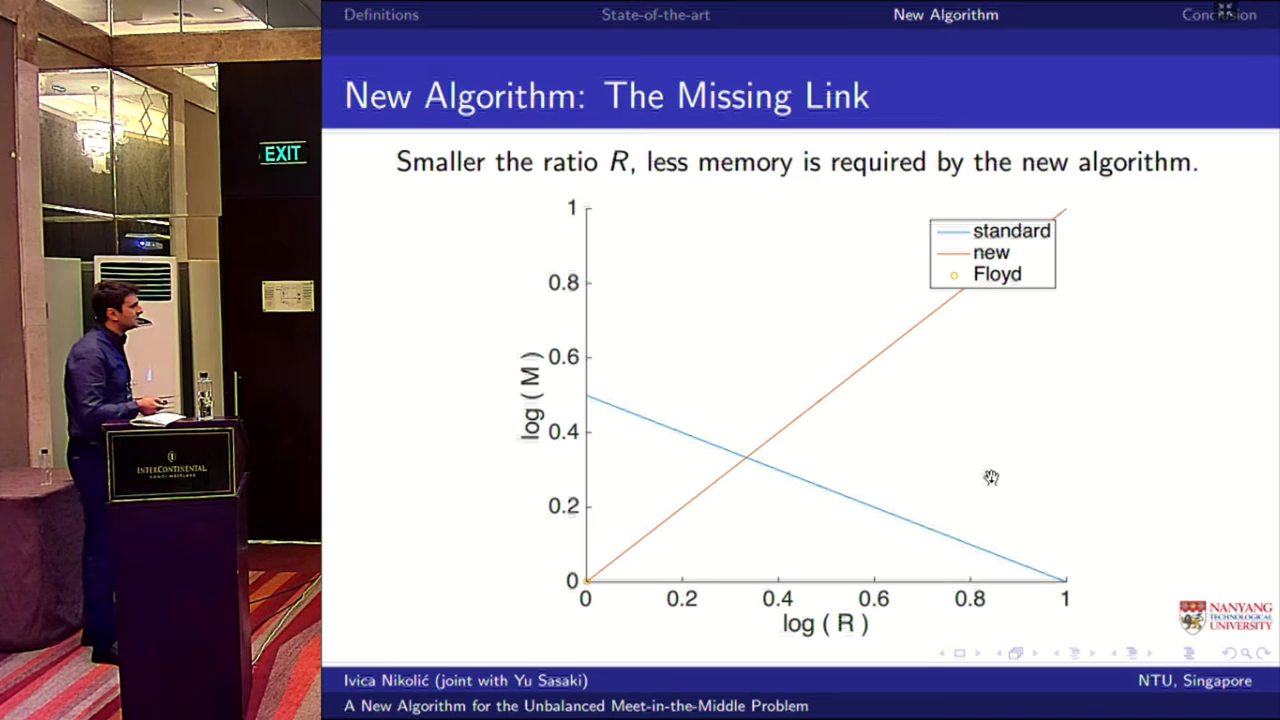 Definitions
State-of-the-art
New Algorithm
Conclusion
New Algorithm: The Missing Link
Smaller the ratio R, less memory is required by the new algorithm.
EXIT
1
0.8
0.6
0.4
0.2
0
log ( M )
standard
new
Floyd
0 0.2 0.4 0.6 0.8 1
log ( R )
INTERCONTINENTAL
HANOI WESTLAKE
NANYANG
TECHNOLOGICAL
UNIVERSITY
Ivica Nikolić (joint with Yu Sasaki)
NTU, Singapore
A New Algorithm for the Unbalanced Meet-in-the-Middle Problem